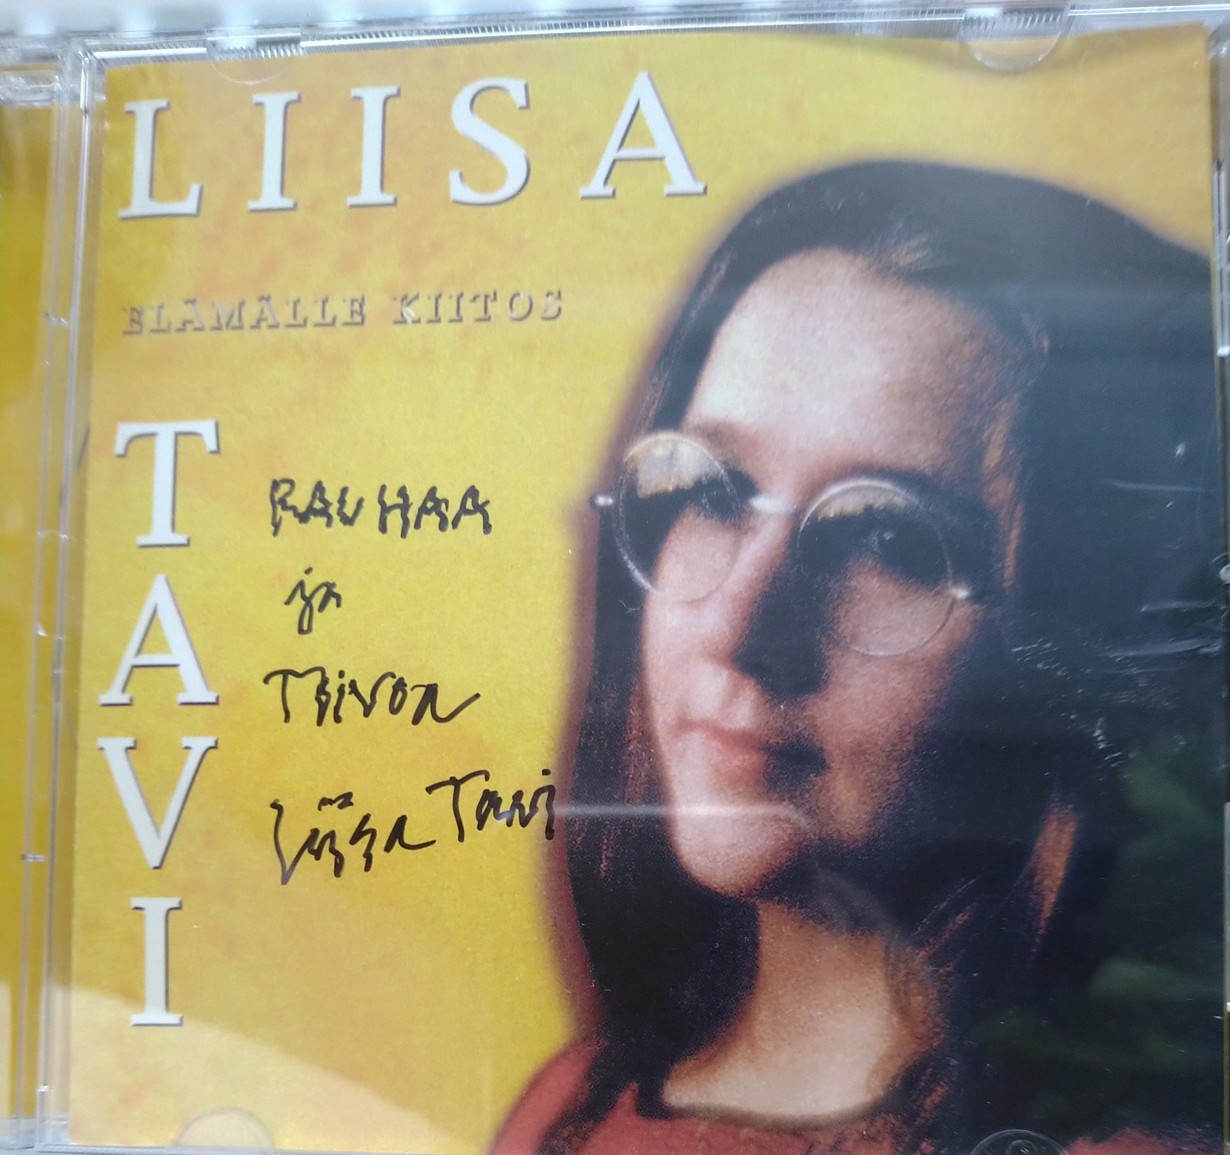 LIISA
ELÄMÄLLE KIITOS
TAVI
RAUHAA
ja
Toivoa
Liisa Tavi